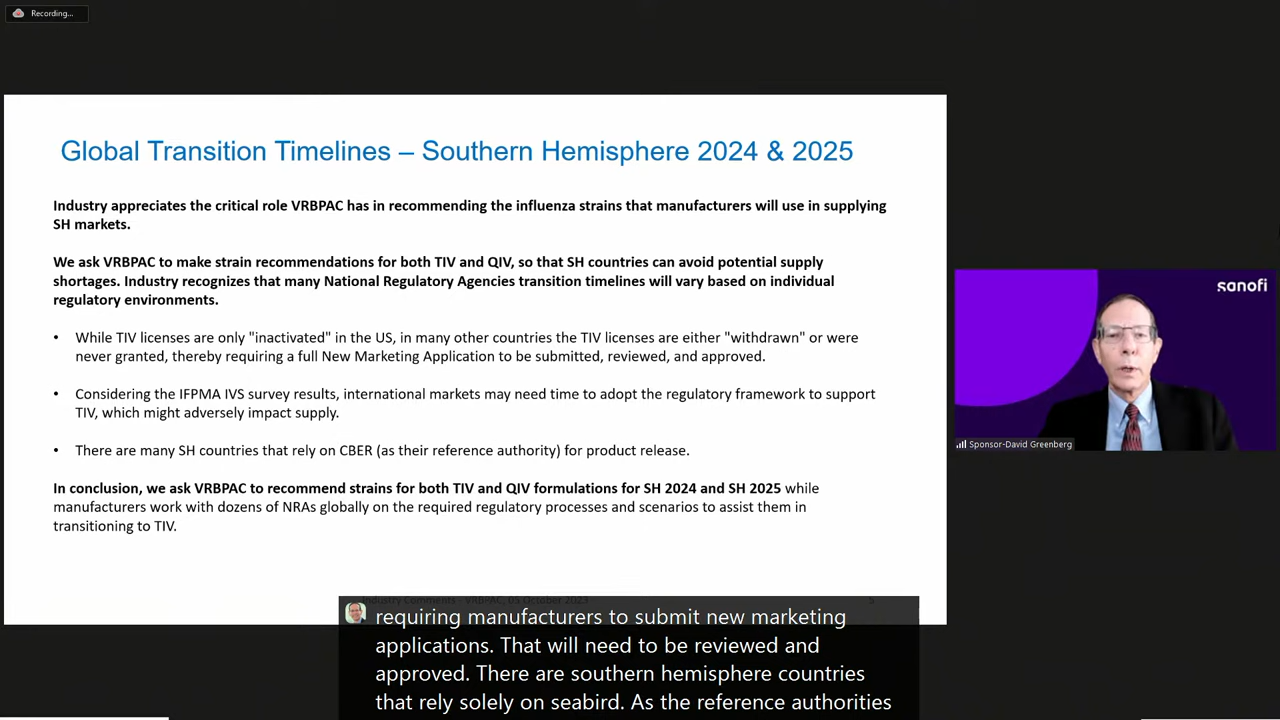 Recording...
Global Transition Timelines – Southern Hemisphere 2024 & 2025
Industry appreciates the critical role VRBPAC has in recommending the influenza strains that manufacturers will use in supplying
SH markets.
We ask VRBPAC to make strain recommendations for both TIV and QIV, so that SH countries can avoid potential supply
shortages. Industry recognizes that many National Regulatory Agencies transition timelines will vary based on individual
regulatory environments.
• While TIV licenses are only "inactivated" in the US, in many other countries the TIV licenses are either "withdrawn" or were
never granted, thereby requiring a full New Marketing Application to be submitted, reviewed, and approved.
• Considering the IFPMA IVS survey results, international markets may need time to adopt the regulatory framework to support
TIV, which might adversely impact supply.
• There are many SH countries that rely on CBER (as their reference authority) for product release.
In conclusion, we ask VRBPAC to recommend strains for both TIV and QIV formulations for SH 2024 and SH 2025 while
manufacturers work with dozens of NRAs globally on the required regulatory processes and scenarios to assist them in
transitioning to TIV.
sanofi
Sponsor-David Greenberg
Industry Comments - VRBPAC, 05 October 2023
requiring manufacturers to submit new marketing
applications. That will need to be reviewed and
approved. There are southern hemisphere countries
that rely solely on seabird. As the reference authorities